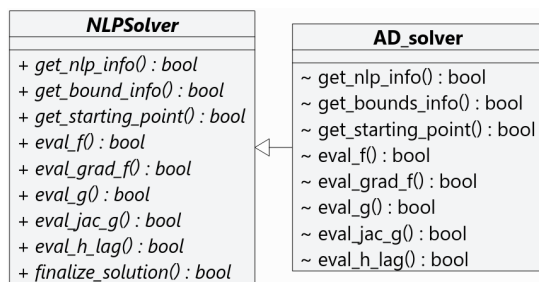 NLPSolver
+ get_nlp_info() : bool
+ get_bound_info() : bool
+ get_starting_point() : bool
+ eval_f() : bool
+ eval_grad_f() : bool
+ eval_g() : bool
+ eval_jac_g() : bool
+ eval_h_lag() : bool
+ finalize_solution() : bool
AD_solver
~ get_nlp_info() : bool
~ get_bounds_info() : bool
~ get_starting_point() : bool
~ eval_f() : bool
~ eval_grad_f() : bool
~ eval_g() : bool
~ eval_jac_g() : bool
~ eval_h_lag() : bool